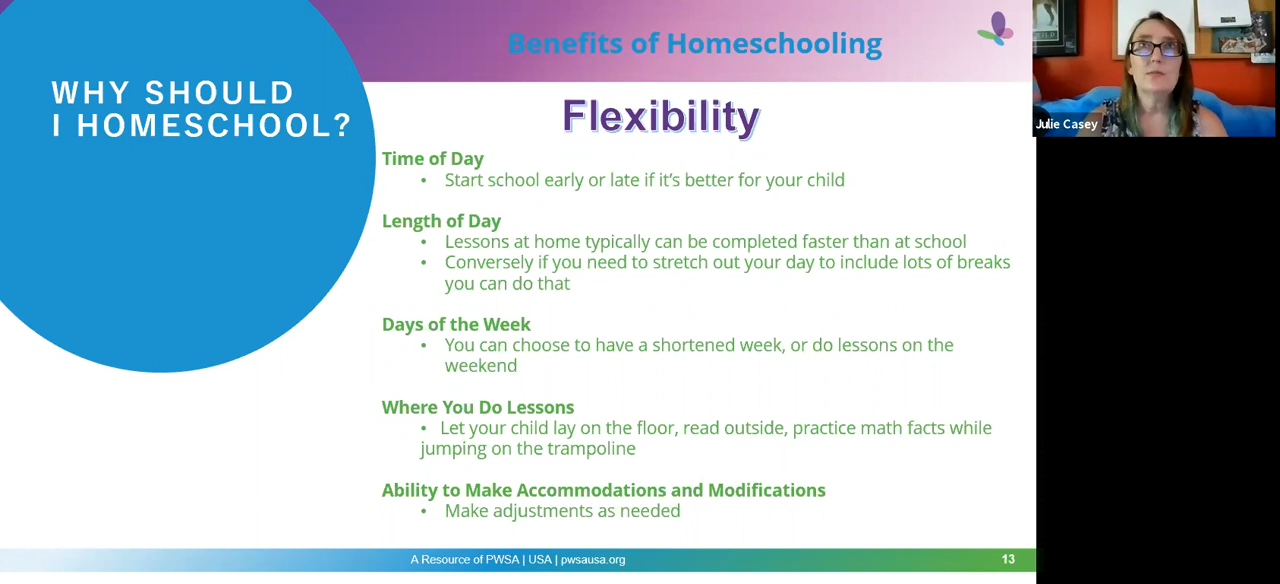 WHY SHOULD
I HOMESCHOOL?
Benefits of Homeschooling
Flexibility
Time of Day
• Start school early or late if it's better for your child
Length of Day
• Lessons at home typically can be completed faster than at school
• Conversely if you need to stretch out your day to include lots of breaks
you can do that
Days of the Week
• You can choose to have a shortened week, or do lessons on the
weekend
Where You Do Lessons
• Let your child lay on the floor, read outside, practice math facts while
jumping on the trampoline
Ability to Make Accommodations and Modifications
• Make adjustments as needed
A Resource of PWSA | USA | pwsausa.org
13
Julie Casey